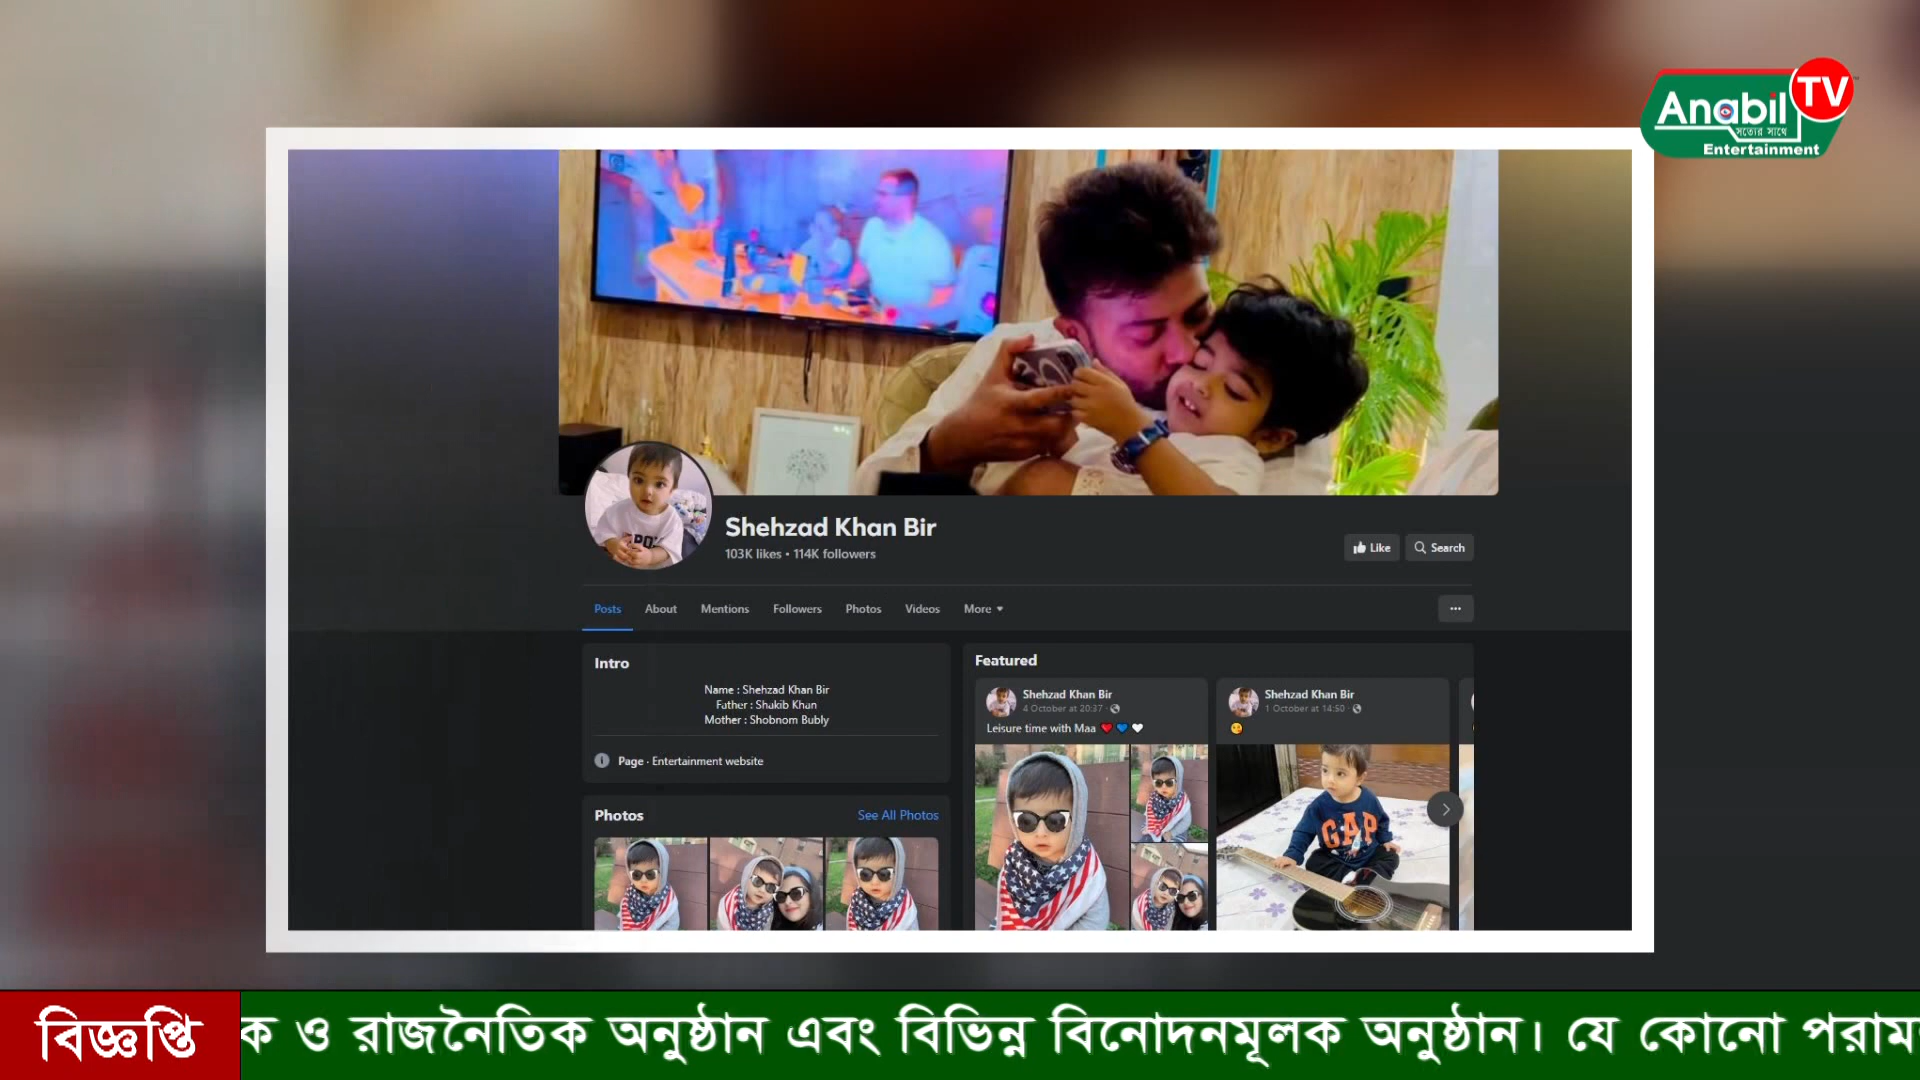 Anabil TV
সত্যের সাথে
Entertainment
Shehzad Khan Bir
103K likes • 114K followers
Like
Search
Posts
About
Mentions
Followers
Photos
Videos
More
Intro
Name : Shehzad Khan Bir
Father : Shakib Khan
Mother : Shobnom Bubly
Page · Entertainment website
Photos
See All Photos
Featured
Shehzad Khan Bir
4 October at 20:37
Leisure time with Maa
Shehzad Khan Bir
1 October at 14:50
GAP
বিজ্ঞপ্তি
ক ও রাজনৈতিক অনুষ্ঠান এবং বিভিন্ন বিনোদনমূলক অনুষ্ঠান। যে কোনো পরাম